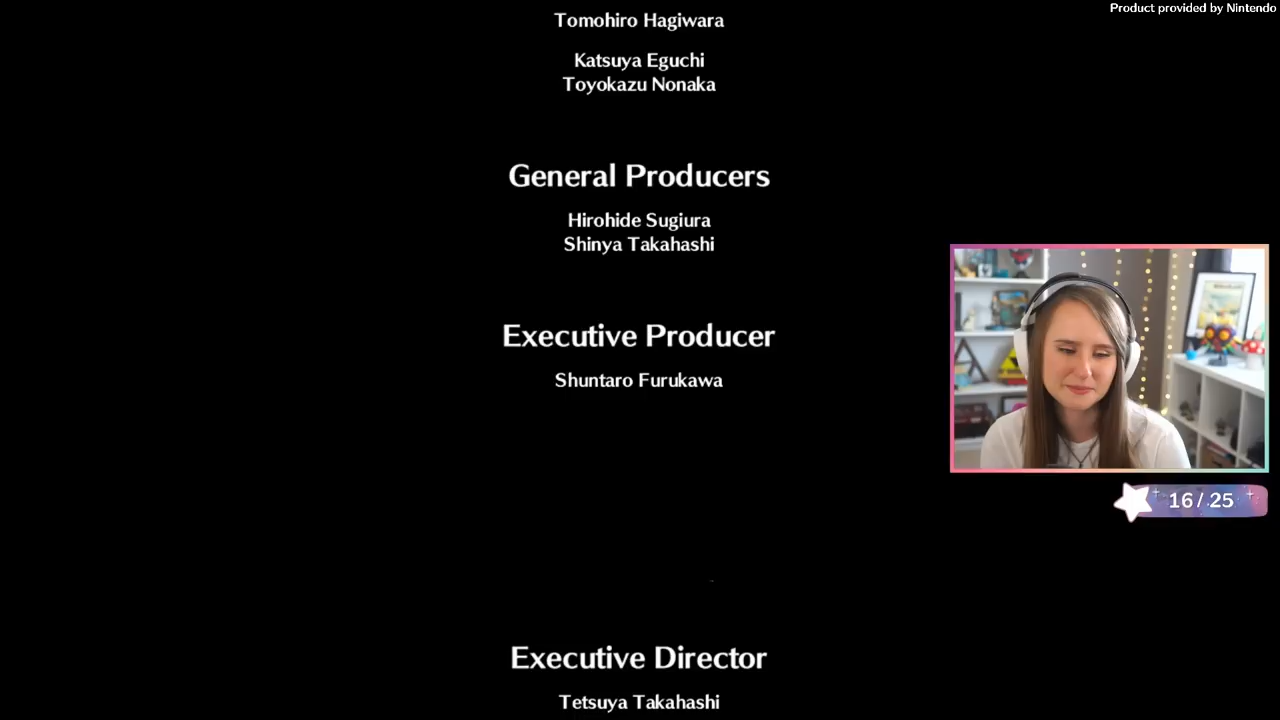 Product provided by Nintendo
Tomohiro Hagiwara
Katsuya Eguchi
Toyokazu Nonaka
General Producers
Hirohide Sugiura
Shinya Takahashi
Executive Producer
Shuntaro Furukawa
16/25
Executive Director
Tetsuya Takahashi